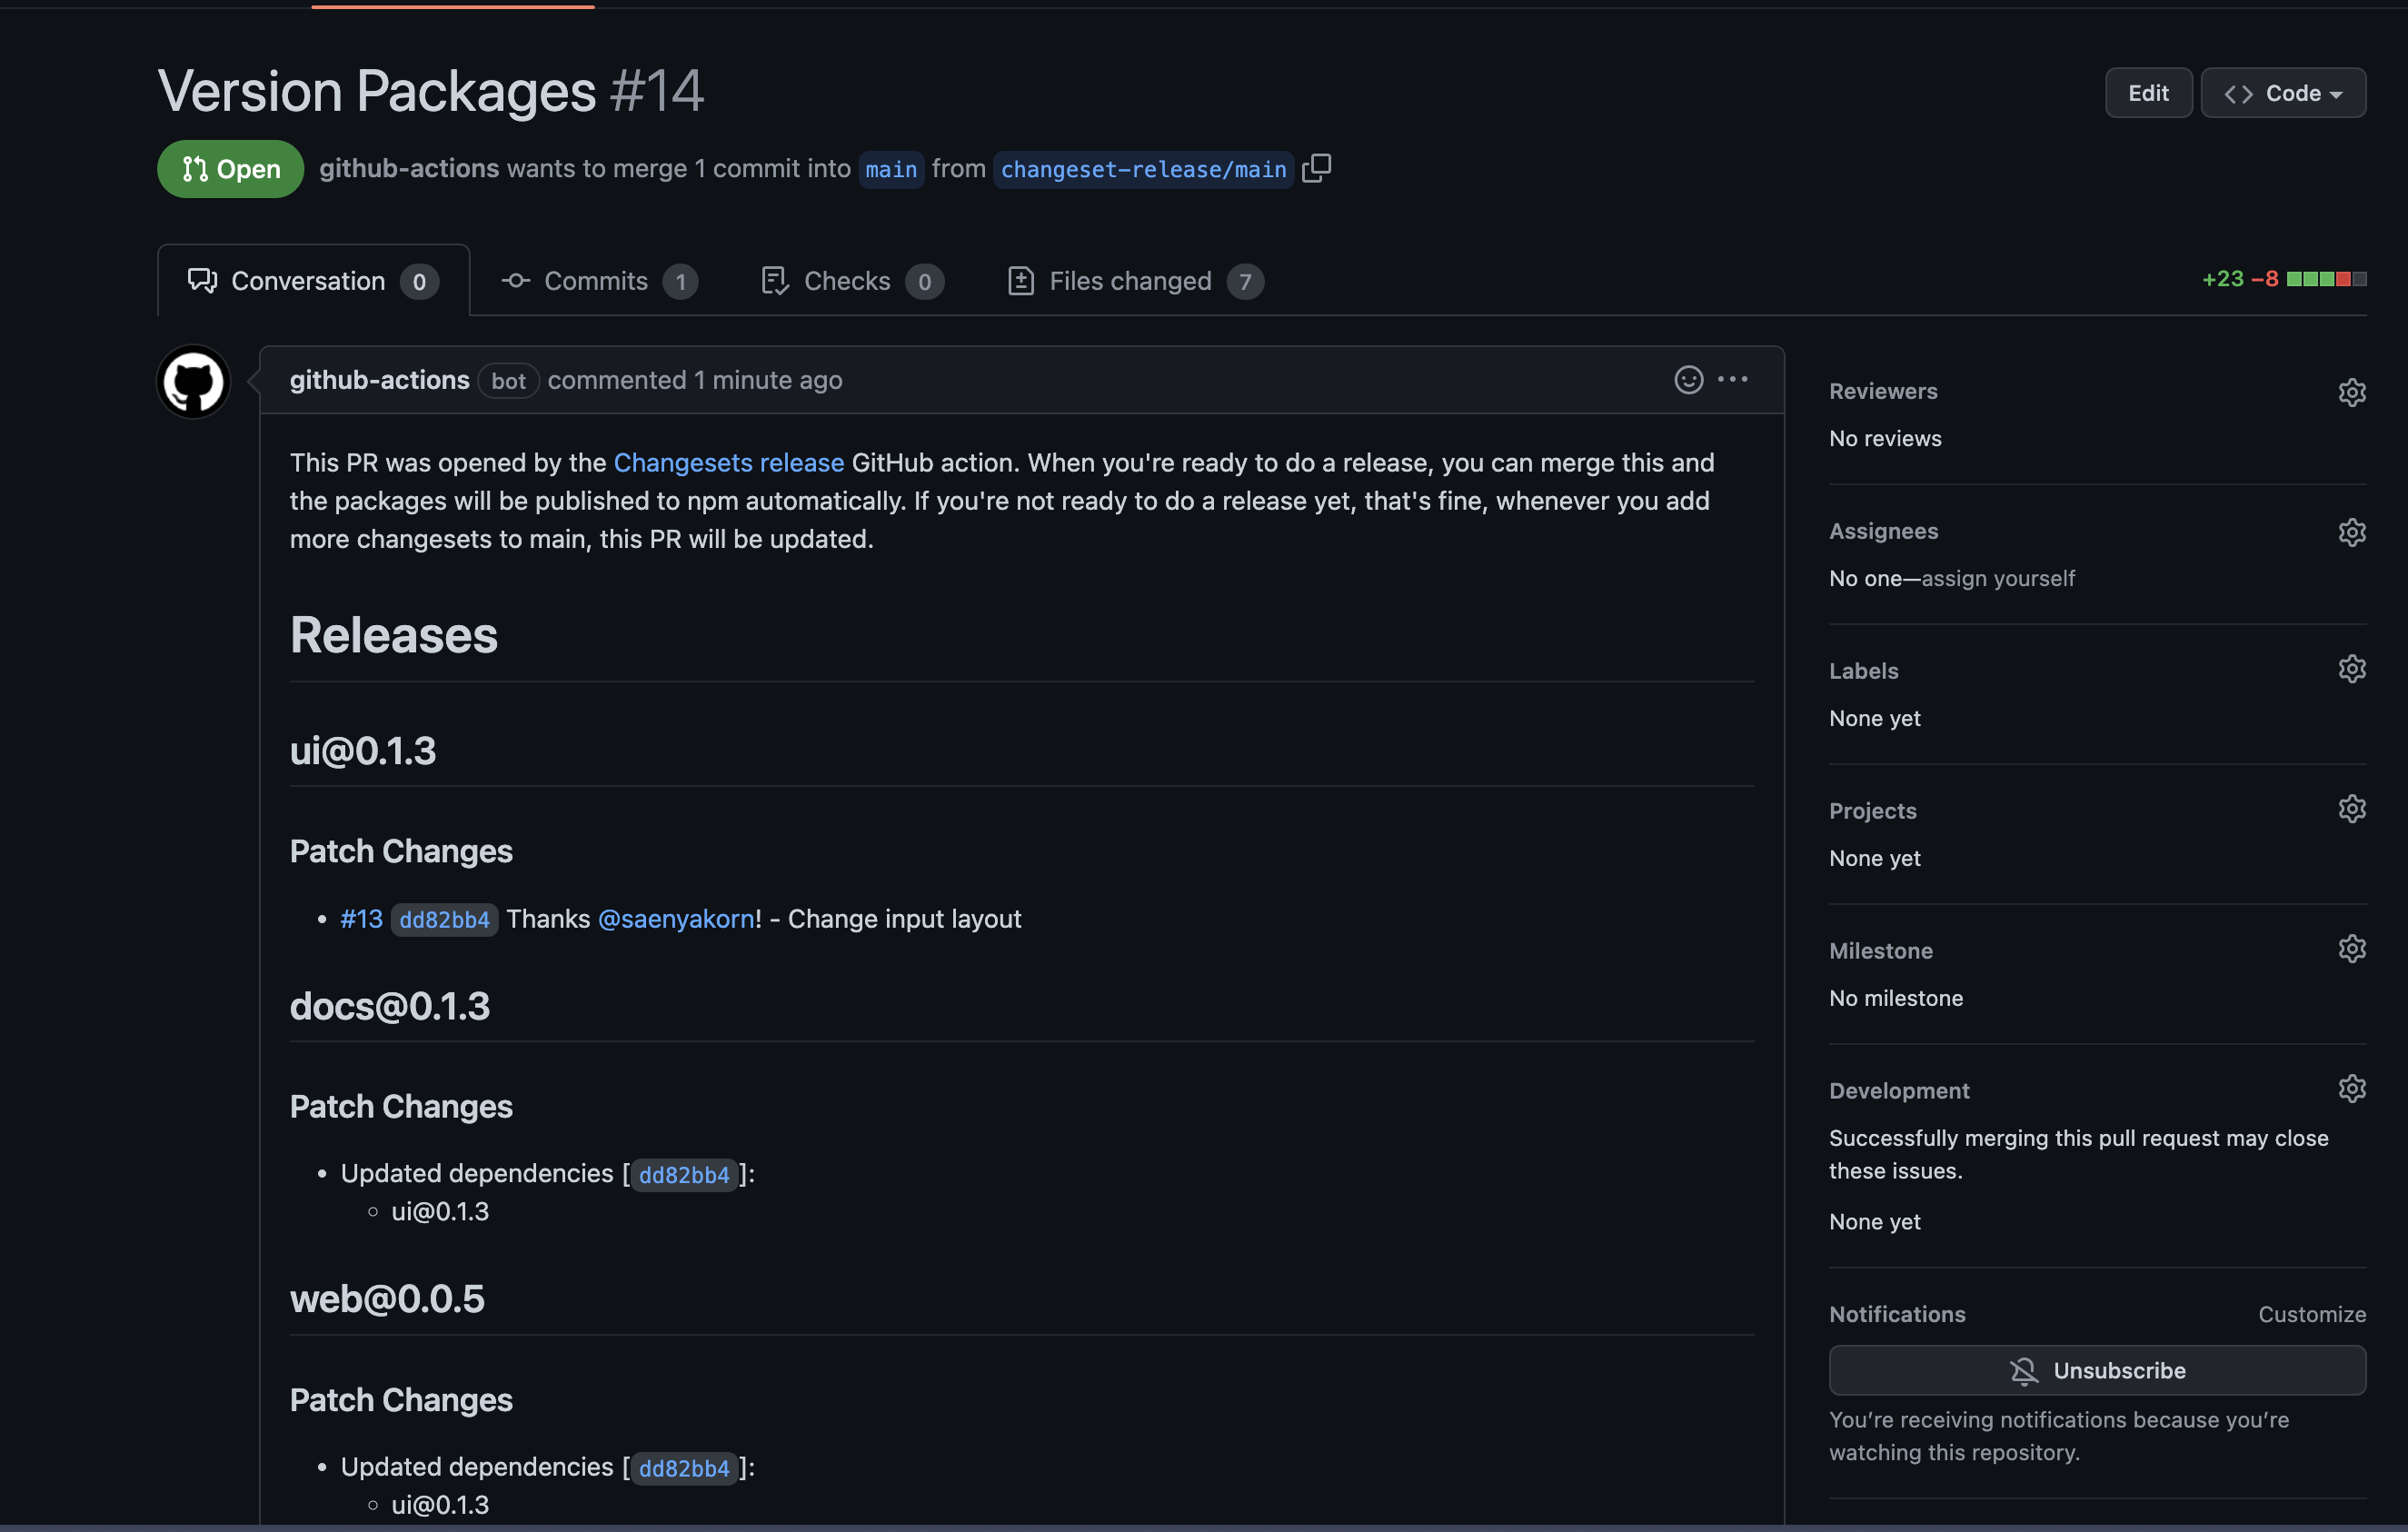 Version Packages #14
Edit
Code
Open
github-actions wants to merge 1 commit into main from changeset-release/main
Conversation 0
Commits 1
Checks 0
Files changed 7
+23 −8
github-actions bot commented 1 minute ago
This PR was opened by the Changesets release GitHub action. When you're ready to do a release, you can merge this and
the packages will be published to npm automatically. If you're not ready to do a release yet, that's fine, whenever you add
more changesets to main, this PR will be updated.
Releases
ui@0.1.3
Patch Changes
• #13 dd82bb4 Thanks @saenyakorn! - Change input layout
docs@0.1.3
Patch Changes
• Updated dependencies [dd82bb4]:
◦ ui@0.1.3
web@0.0.5
Patch Changes
• Updated dependencies [dd82bb4]:
◦ ui@0.1.3
Reviewers
No reviews
Assignees
No one—assign yourself
Labels
None yet
Projects
None yet
Milestone
No milestone
Development
Successfully merging this pull request may close
these issues.
None yet
Notifications
Customize
Unsubscribe
You’re receiving notifications because you’re
watching this repository.